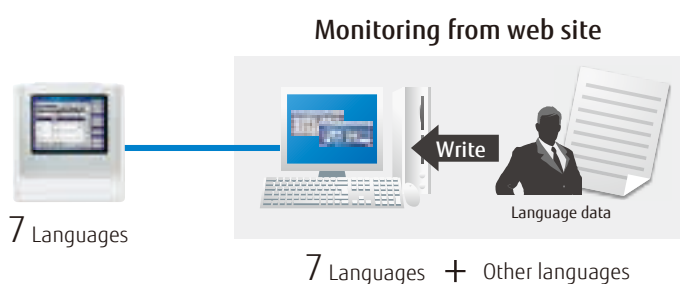 Monitoring from web site
Write
Language data
7 Languages
7 Languages + Other languages